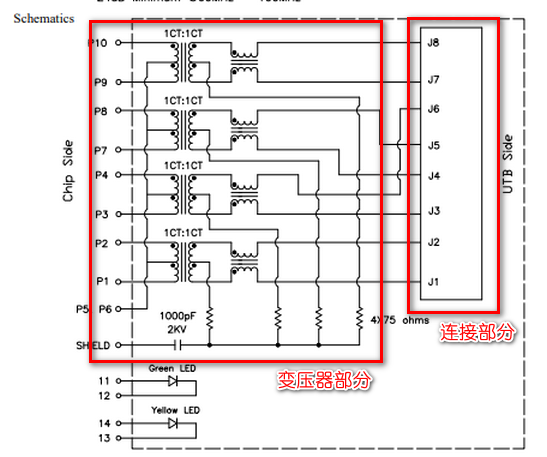 Schematics
1CT:1CT
P10
J8
P9
J7
1CT:1CT
P8
J6
P7
J5
1CT:1CT
P4
J4
P3
J3
1CT:1CT
P2
J2
P1
J1
Chip Side
UTB Side
P5 P6
1000pF
2KV
4X75 ohms
连接部分
SHIELD
变压器部分
Green LED
11
12
Yellow LED
14
13